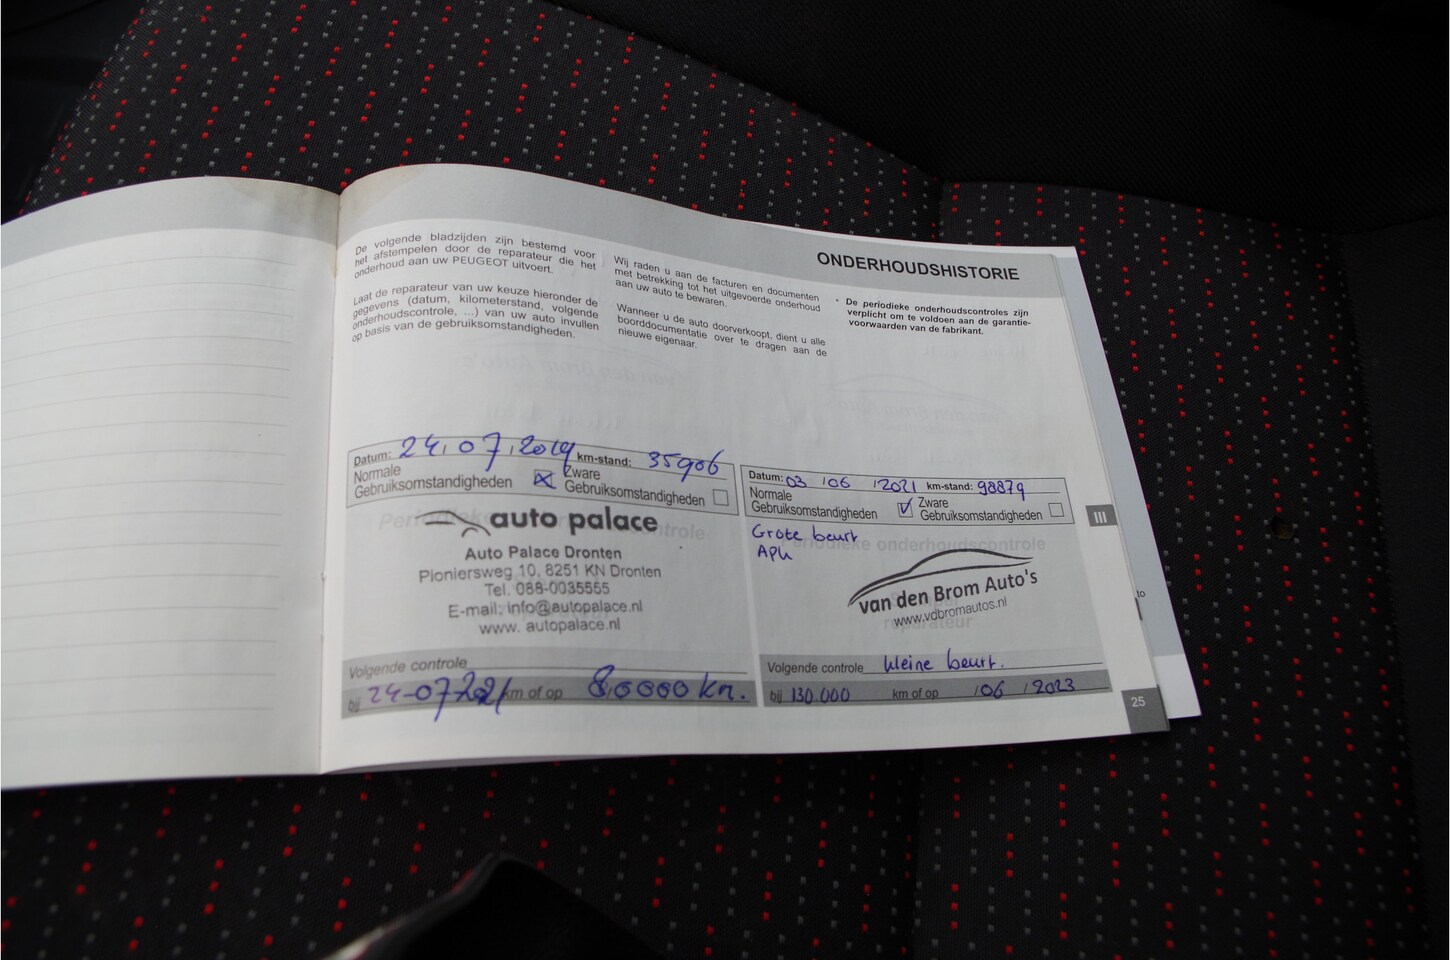 ONDERHOUDSHISTORIE
De volgende bladzijden zijn bestemd voor
het afstempelen door de reparateur die het
onderhoud aan uw PEUGEOT uitvoert.
Laat de reparateur van uw keuze hieronder de
gegevens (datum, kilometerstand, volgende
onderhoudscontrole, ...) van uw auto invullen
op basis van de gebruiksomstandigheden.
Wij raden u aan de facturen en documenten
met betrekking tot het uitgevoerde onderhoud
aan uw auto te bewaren.
Wanneer u de auto doorverkoopt, dient u alle
boorddocumentatie over te dragen aan de
nieuwe eigenaar.
• De periodieke onderhoudscontroles zijn
verplicht om te voldoen aan de garantie-
voorwaarden van de fabrikant.
Datum: 24, 07, 2019 km-stand: 35906
Normale Zware
Gebruiksomstandigheden Gebruiksomstandigheden
Periodieke controle
auto palace
Auto Palace Dronten
Pioniersweg 10, 8251 KN Dronten
Tel. 088-0035555
E-mail: info@autopalace.nl
www. autopalace.nl
Volgende controle
bij 24-07-2021 km of op 80000 km.
Datum: 03 /06 /2021 km-stand: 98879
Normale Zware
Gebruiksomstandigheden Gebruiksomstandigheden
Grote beurt
APK
Periodieke onderhoudscontrole
van den Brom Auto's
www.vdbromautos.nl
reparateur
Volgende controle kleine beurt.
bij 130.000 km of op /06 /2023
III
to
25